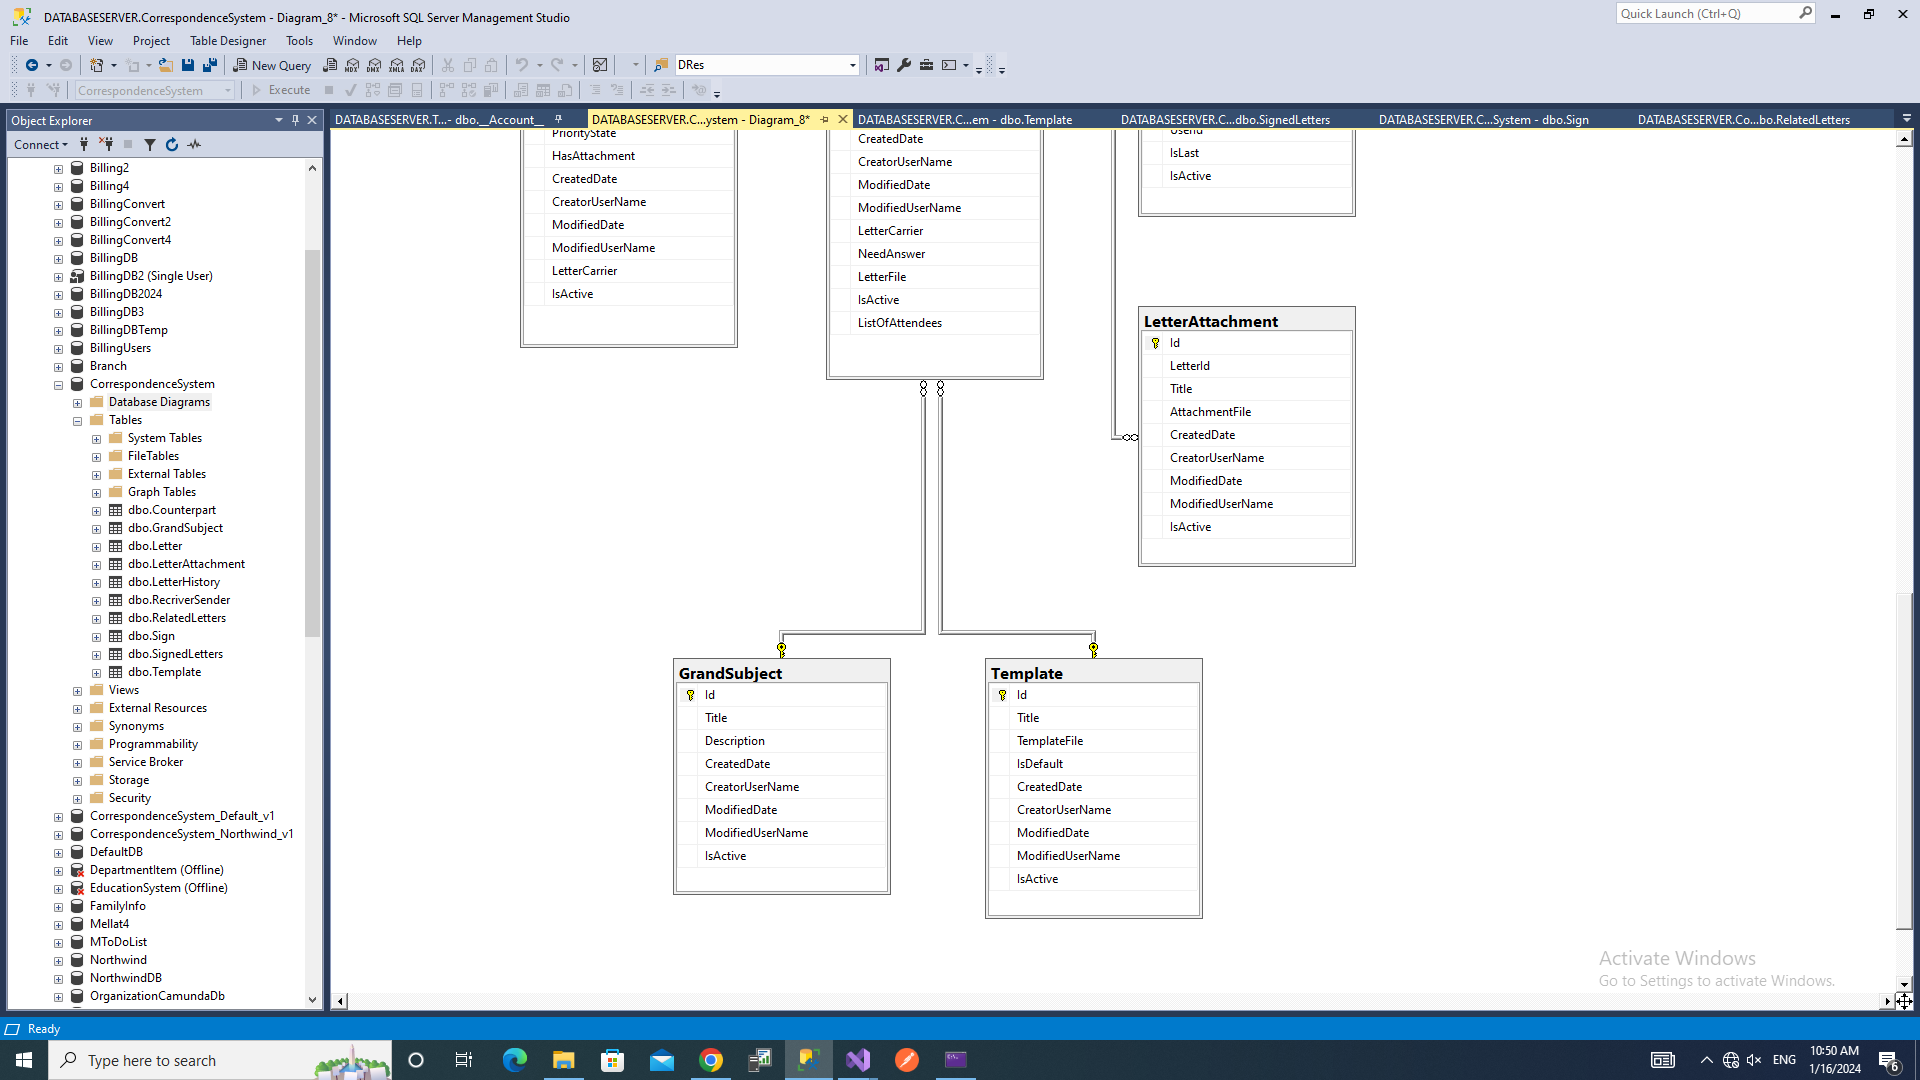 DATABASESERVER.CorrespondenceSystem - Diagram_8* - Microsoft SQL Server Management Studio
Quick Launch (Ctrl+Q)
File Edit View Project Table Designer Tools Window Help
New Query
MDX DMX XMLA DAX
DRes
CorrespondenceSystem
Execute
Object Explorer
Connect
Billing2
Billing4
BillingConvert
BillingConvert2
BillingConvert4
BillingDB
BillingDB2 (Single User)
BillingDB2024
BillingDB3
BillingDBTemp
BillingUsers
Branch
CorrespondenceSystem
Database Diagrams
Tables
System Tables
FileTables
External Tables
Graph Tables
dbo.Counterpart
dbo.GrandSubject
dbo.Letter
dbo.LetterAttachment
dbo.LetterHistory
dbo.RecriverSender
dbo.RelatedLetters
dbo.Sign
dbo.SignedLetters
dbo.Template
Views
External Resources
Synonyms
Programmability
Service Broker
Storage
Security
CorrespondenceSystem_Default_v1
CorrespondenceSystem_Northwind_v1
DefaultDB
DepartmentItem (Offline)
EducationSystem (Offline)
FamilyInfo
Mellat4
MToDoList
Northwind
NorthwindDB
OrganizationCamundaDb
DATABASESERVER.T...- dbo.__Account__
DATABASESERVER.C...ystem - Diagram_8*
DATABASESERVER.C...em - dbo.Template
DATABASESERVER.C...dbo.SignedLetters
DATABASESERVER.C...System - dbo.Sign
DATABASESERVER.Co...bo.RelatedLetters
PriorityState
HasAttachment
CreatedDate
CreatorUserName
ModifiedDate
ModifiedUserName
LetterCarrier
IsActive
CreatedDate
CreatorUserName
ModifiedDate
ModifiedUserName
LetterCarrier
NeedAnswer
LetterFile
IsActive
ListOfAttendees
IsLast
IsActive
LetterAttachment
Id
LetterId
Title
AttachmentFile
CreatedDate
CreatorUserName
ModifiedDate
ModifiedUserName
IsActive
GrandSubject
Id
Title
Description
CreatedDate
CreatorUserName
ModifiedDate
ModifiedUserName
IsActive
Template
Id
Title
TemplateFile
IsDefault
CreatedDate
CreatorUserName
ModifiedDate
ModifiedUserName
IsActive
Activate Windows
Go to Settings to activate Windows.
Ready
Type here to search
ENG
10:50 AM
1/16/2024
6